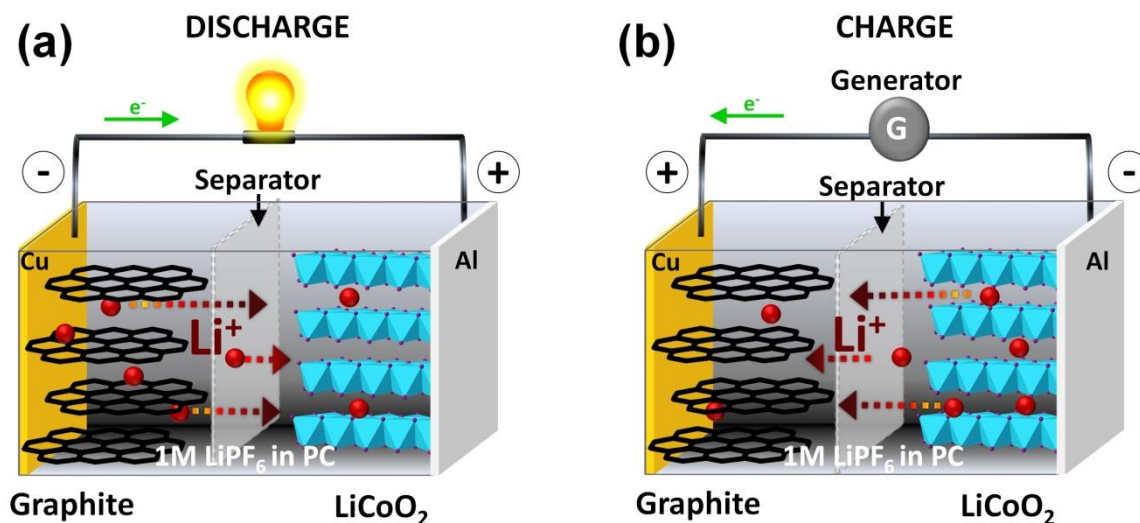 (a)
DISCHARGE
e-
-
+
Separator
Cu
Al
Li+
1M LiPF6 in PC
Graphite
LiCoO2
(b)
CHARGE
Generator
e-
G
+
-
Separator
Cu
Al
Li+
1M LiPF6 in PC
Graphite
LiCoO2